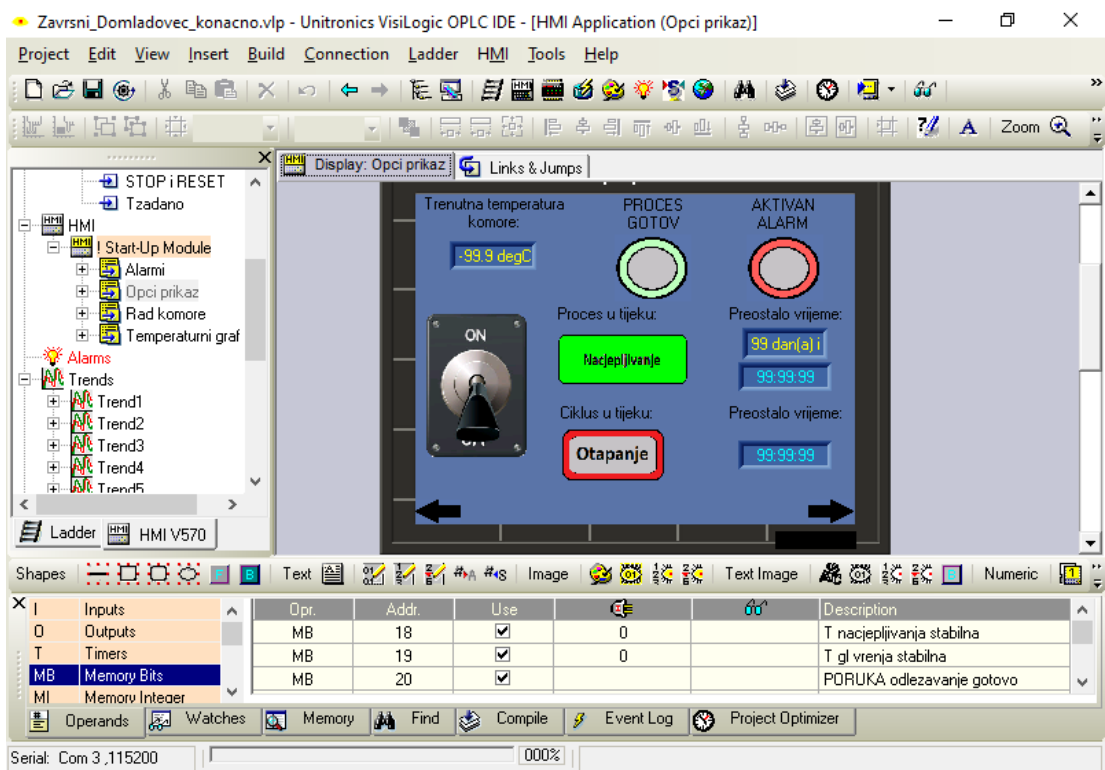 Zavrsni_Domladovec_konacno.vlp - Unitronics VisiLogic OPLC IDE - [HMI Application (Opci prikaz)]
Project Edit View Insert Build Connection Ladder HMI Tools Help
Zoom
STOP i RESET
Tzadano
HMI
! Start-Up Module
Alarmi
Opci prikaz
Rad komore
Temperaturni graf
Alarms
Trends
Trend1
Trend2
Trend3
Trend4
Trend5
Ladder HMI V570
Display: Opci prikaz Links & Jumps
Trenutna temperatura komore:
-99.9 degC
PROCES GOTOV
AKTIVAN ALARM
ON
Proces u tijeku:
Nacjepljivanje
Preostalo vrijeme:
99 dan(a) i
99:99:99
Ciklus u tijeku:
Otapanje
Preostalo vrijeme:
99:99:99
Shapes Text Image Text Image Numeric
I Inputs
O Outputs
T Timers
MB Memory Bits
MI Memory Integer
Opr. Addr. Use Description
MB 18 0 T nacjepljivanja stabilna
MB 19 0 T gl vrenja stabilna
MB 20 PORUKA odlezavanje gotovo
Operands Watches Memory Find Compile Event Log Project Optimizer
Serial: Com 3 ,115200 000%